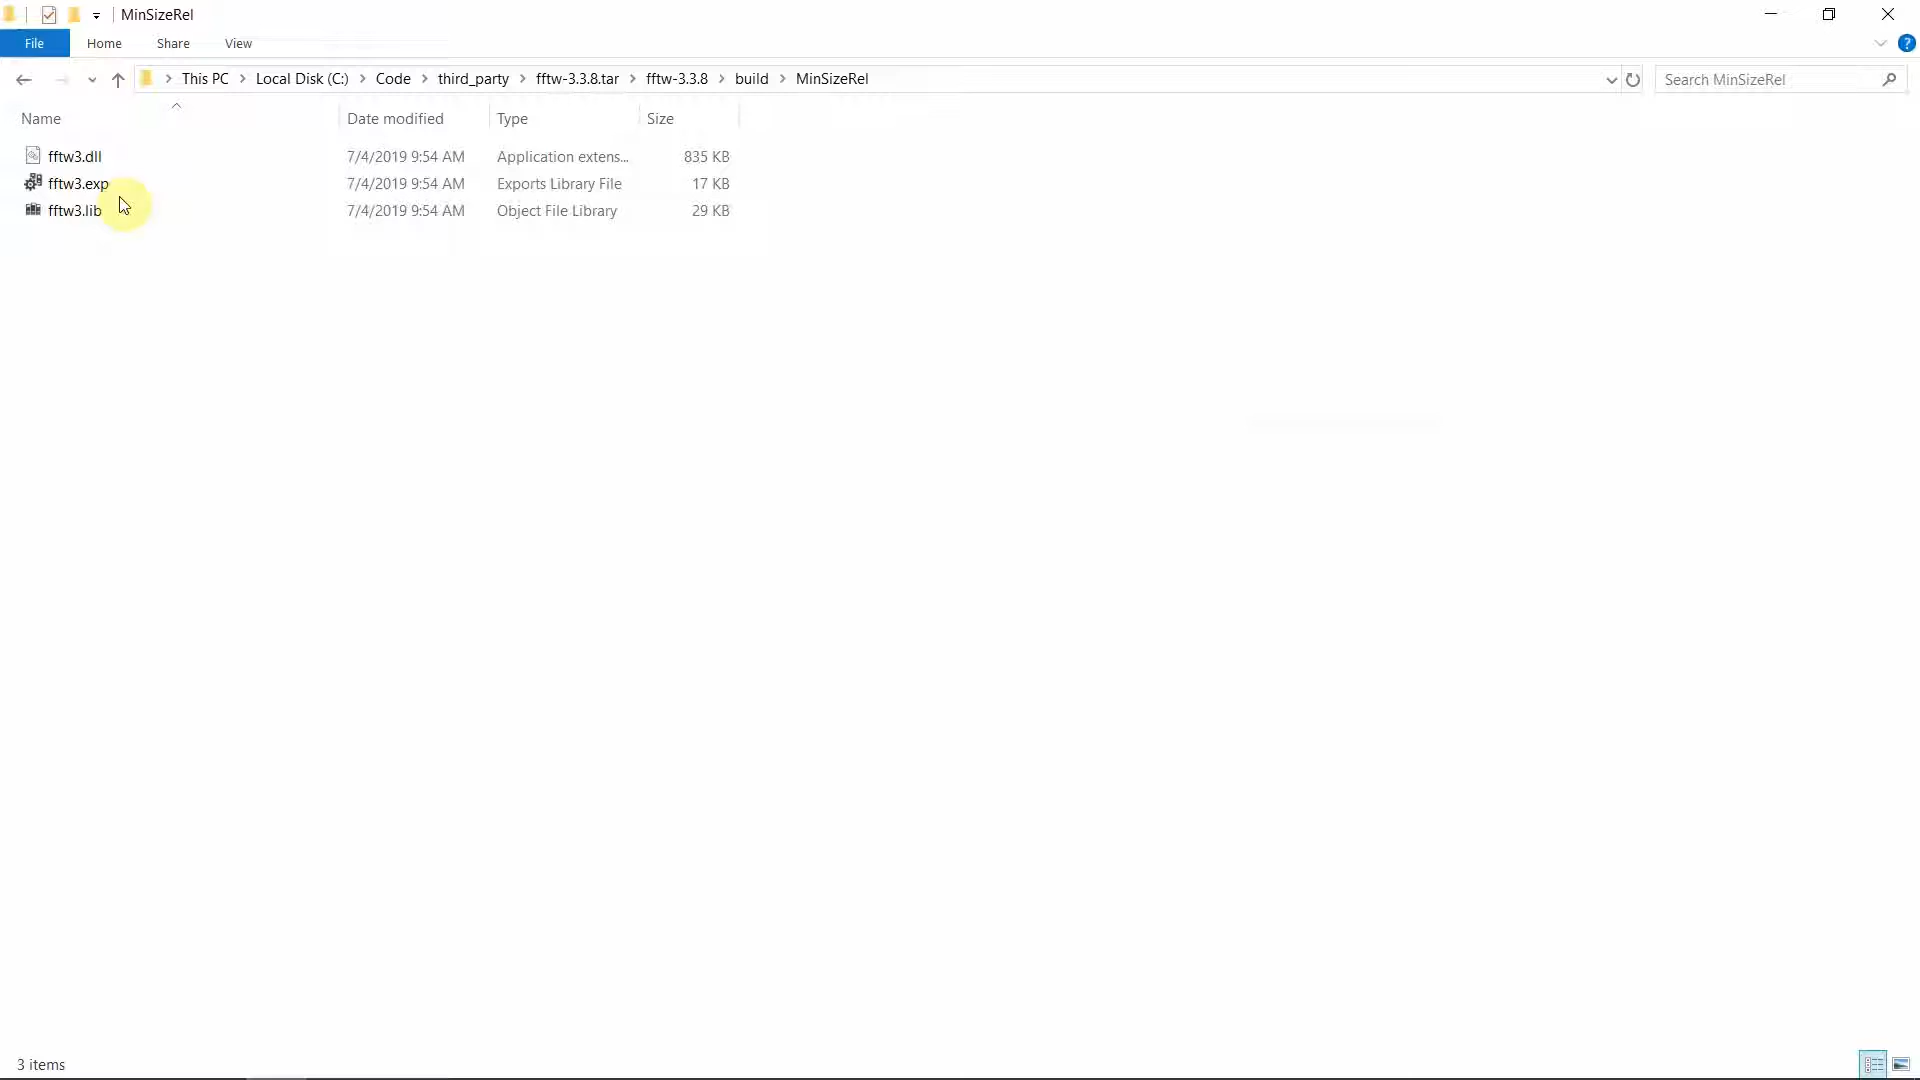 MinSizeRel
File Home Share View
This PC Local Disk (C:) Code third_party fftw-3.3.8.tar fftw-3.3.8 build MinSizeRel Search MinSizeRel
Name Date modified Type Size
fftw3.dll 7/4/2019 9:54 AM Application extens... 835 KB
fftw3.exp 7/4/2019 9:54 AM Exports Library File 17 KB
fftw3.lib 7/4/2019 9:54 AM Object File Library 29 KB
3 items